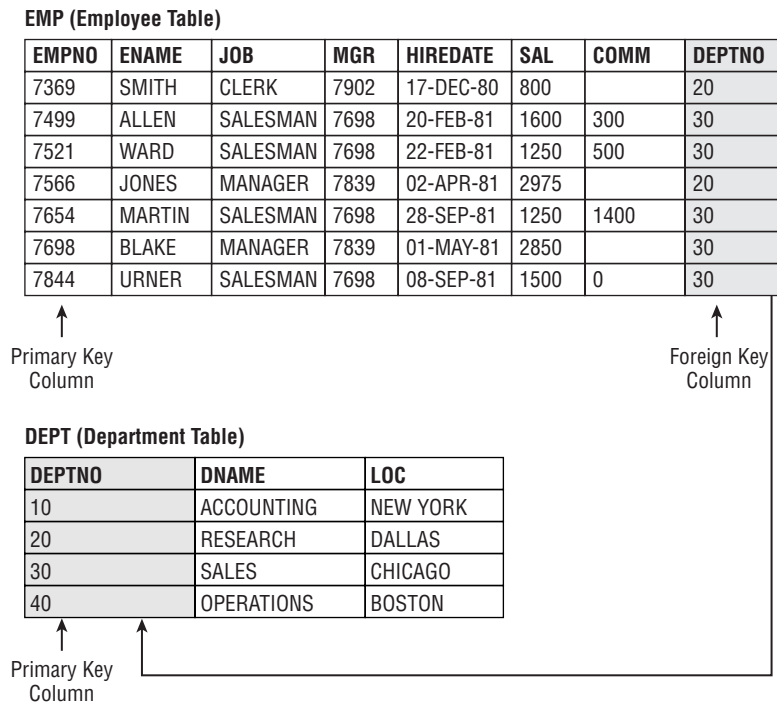 EMP (Employee Table)
EMPNO ENAME JOB MGR HIREDATE SAL COMM DEPTNO
7369 SMITH CLERK 7902 17-DEC-80 800 20
7499 ALLEN SALESMAN 7698 20-FEB-81 1600 300 30
7521 WARD SALESMAN 7698 22-FEB-81 1250 500 30
7566 JONES MANAGER 7839 02-APR-81 2975 20
7654 MARTIN SALESMAN 7698 28-SEP-81 1250 1400 30
7698 BLAKE MANAGER 7839 01-MAY-81 2850 30
7844 URNER SALESMAN 7698 08-SEP-81 1500 0 30
Primary Key
Column
Foreign Key
Column
DEPT (Department Table)
DEPTNO DNAME LOC
10 ACCOUNTING NEW YORK
20 RESEARCH DALLAS
30 SALES CHICAGO
40 OPERATIONS BOSTON
Primary Key
Column